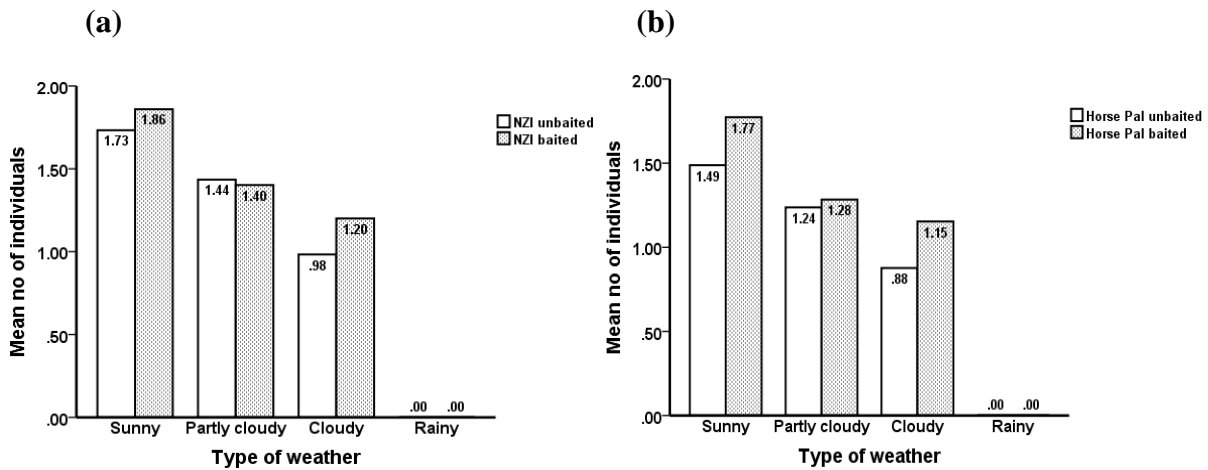 (a)
Mean no of individuals
2.00
1.50
1.00
.50
.00
1.73
1.86
1.44
1.40
.98
1.20
.00 .00
Sunny Partly cloudy Cloudy Rainy
Type of weather
NZI unbaited
NZI baited
(b)
Mean no of individuals
2.00
1.50
1.00
.50
.00
1.49
1.77
1.24
1.28
.88
1.15
.00 .00
Sunny Partly cloudy Cloudy Rainy
Type of weather
Horse Pal unbaited
Horse Pal baited